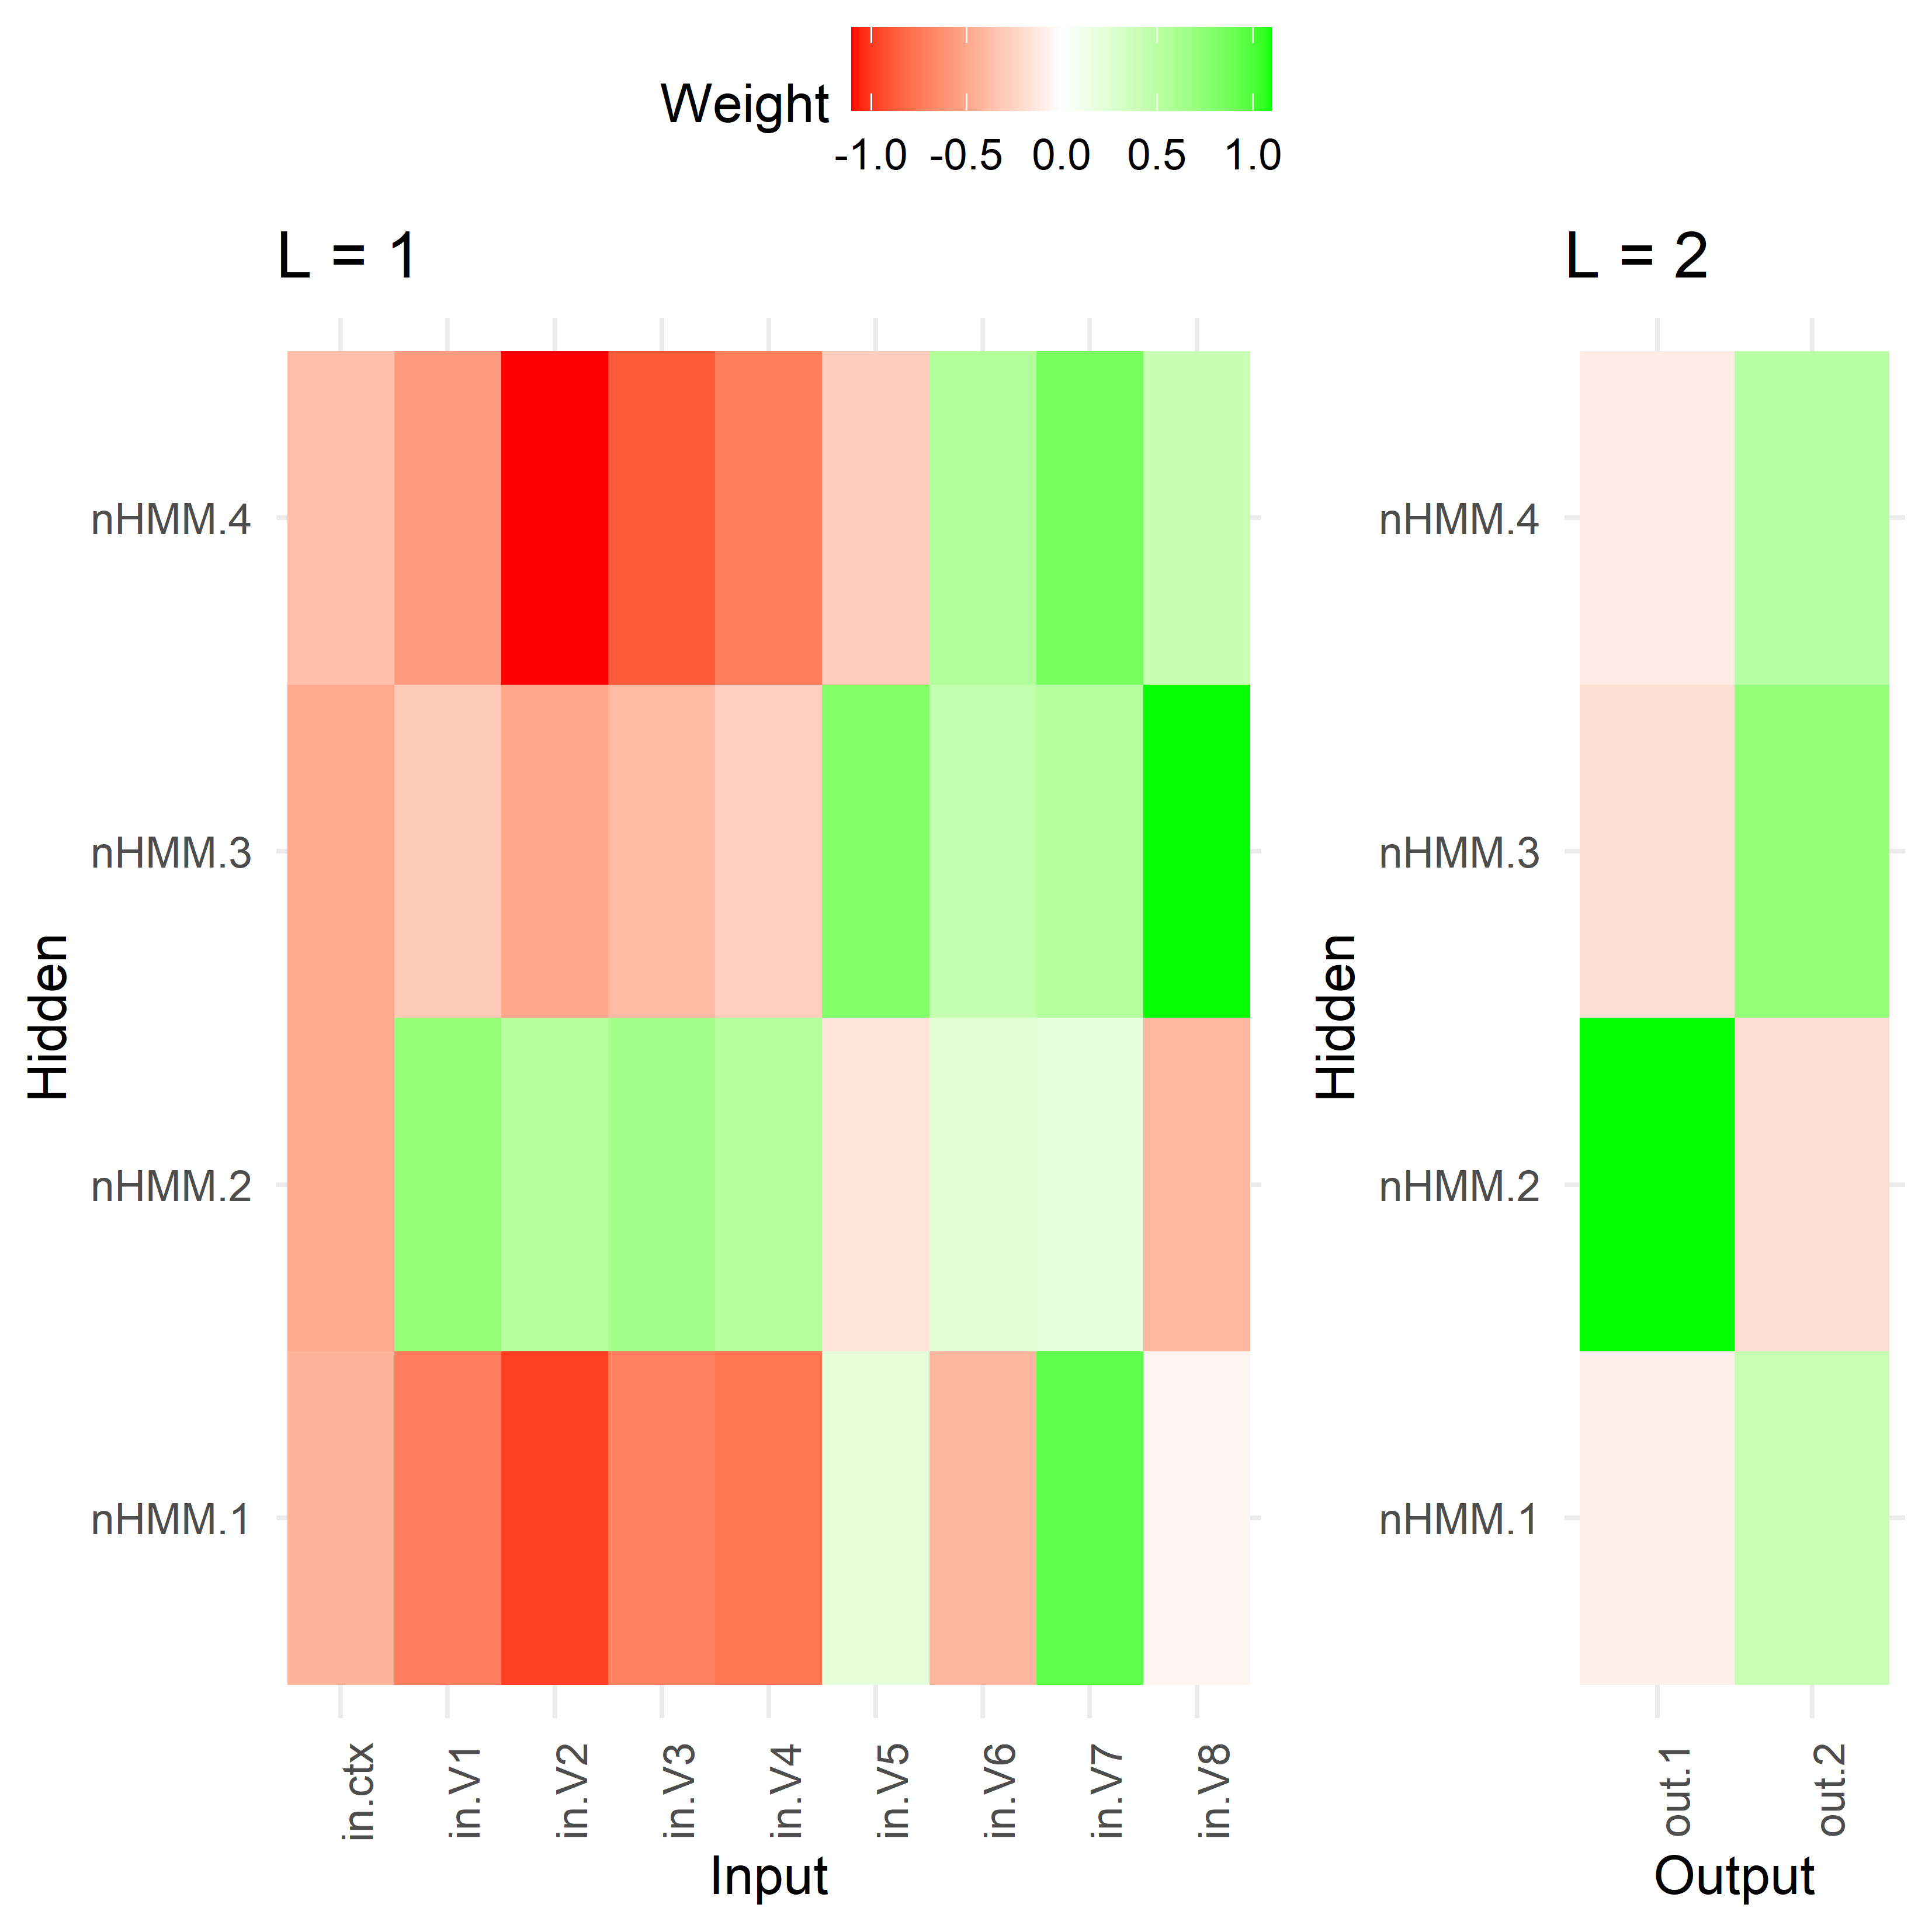 Weight
-1.0 -0.5 0.0 0.5 1.0
L = 1
Hidden
nHMM.4
nHMM.3
nHMM.2
nHMM.1
in.ctx
in.V1
in.V2
in.V3
in.V4
in.V5
in.V6
in.V7
in.V8
Input
L = 2
Hidden
nHMM.4
nHMM.3
nHMM.2
nHMM.1
out.1
out.2
Output